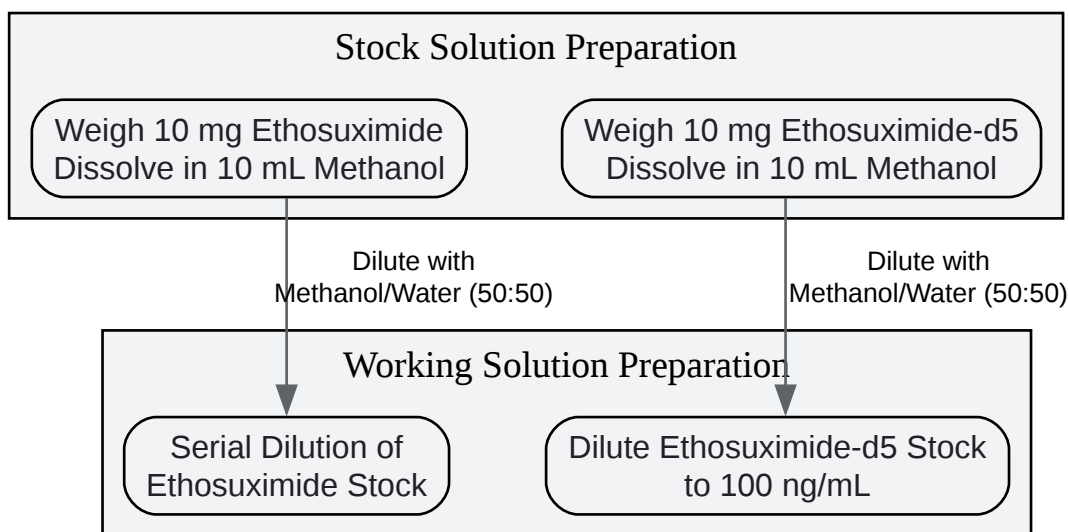 Stock Solution Preparation
Weigh 10 mg Ethosuximide
Dissolve in 10 mL Methanol
Weigh 10 mg Ethosuximide-d5
Dissolve in 10 mL Methanol
Dilute with
Methanol/Water (50:50)
Dilute with
Methanol/Water (50:50)
Working Solution Preparation
Serial Dilution of
Ethosuximide Stock
Dilute Ethosuximide-d5 Stock
to 100 ng/mL